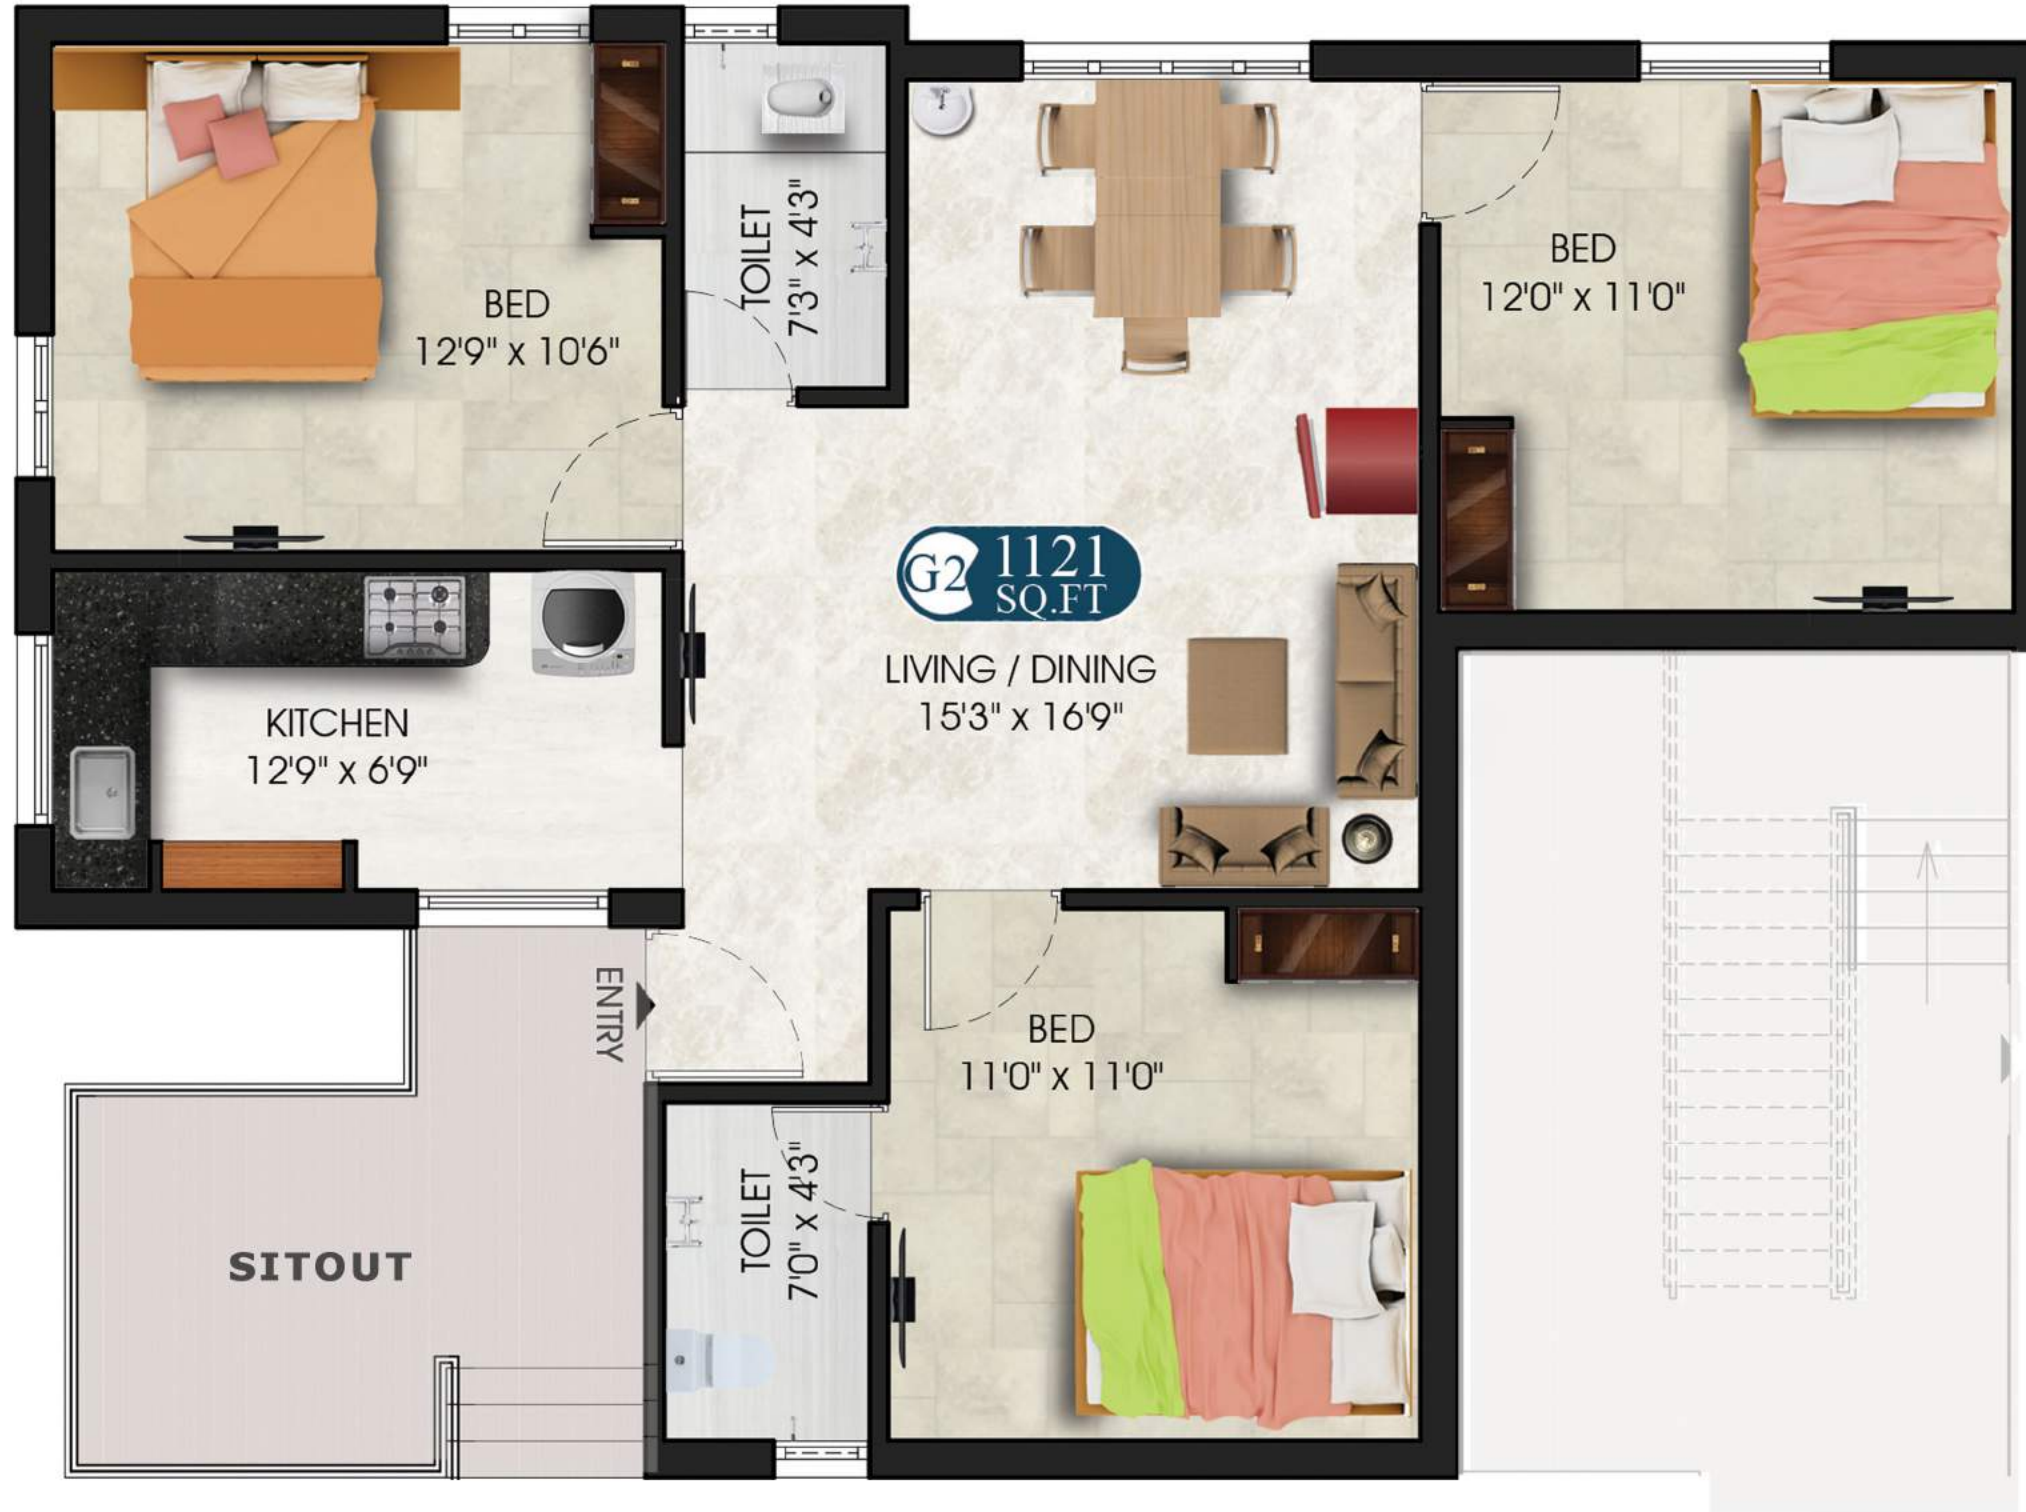 TOILET
7'3" x 4'3"
BED
12'9" x 10'6"
BED
12'0" x 11'0"
G2
1121
SQ.FT
LIVING / DINING
15'3" x 16'9"
KITCHEN
12'9" x 6'9"
ENTRY
BED
11'0" x 11'0"
TOILET
7'0" x 4'3"
SITOUT